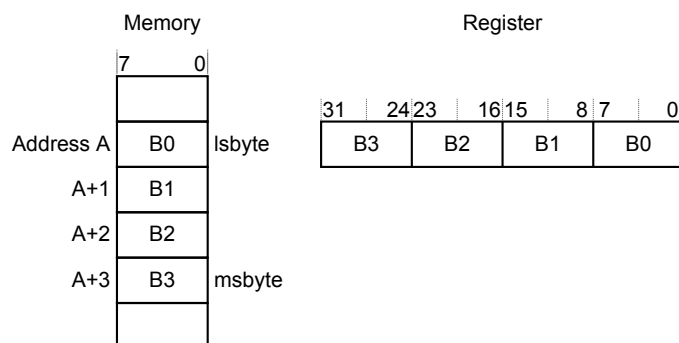 Memory Register
7 0
31 24 23 16 15 8 7 0
Address A B0 lsbyte B3 B2 B1 B0
A+1 B1
A+2 B2
A+3 B3 msbyte